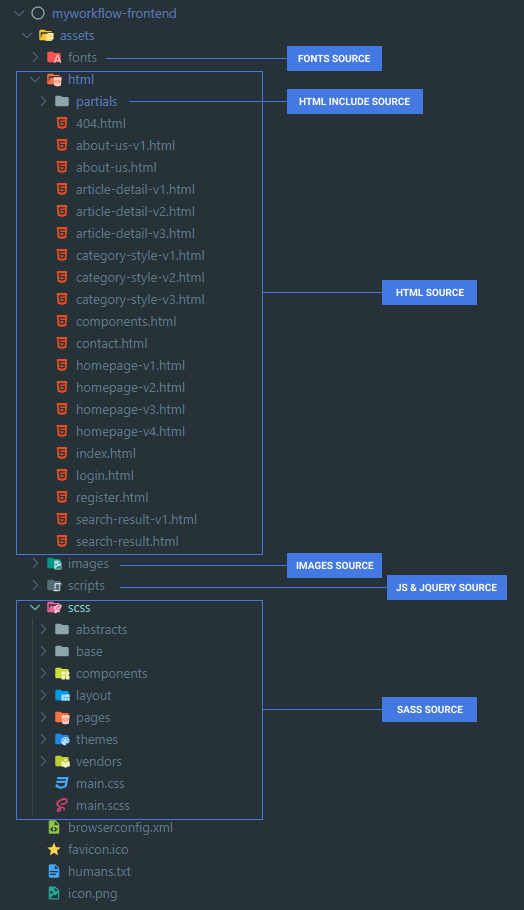 myworkflow-frontend
assets
fonts
FONTS SOURCE
html
partials
HTML INCLUDE SOURCE
404.html
about-us-v1.html
about-us.html
article-detail-v1.html
article-detail-v2.html
article-detail-v3.html
category-style-v1.html
category-style-v2.html
category-style-v3.html
HTML SOURCE
components.html
contact.html
homepage-v1.html
homepage-v2.html
homepage-v3.html
homepage-v4.html
index.html
login.html
register.html
search-result-v1.html
search-result.html
images
IMAGES SOURCE
scripts
JS & JQUERY SOURCE
scss
abstracts
base
components
layout
pages
SASS SOURCE
themes
vendors
main.css
main.scss
browserconfig.xml
favicon.ico
humans.txt
icon.png